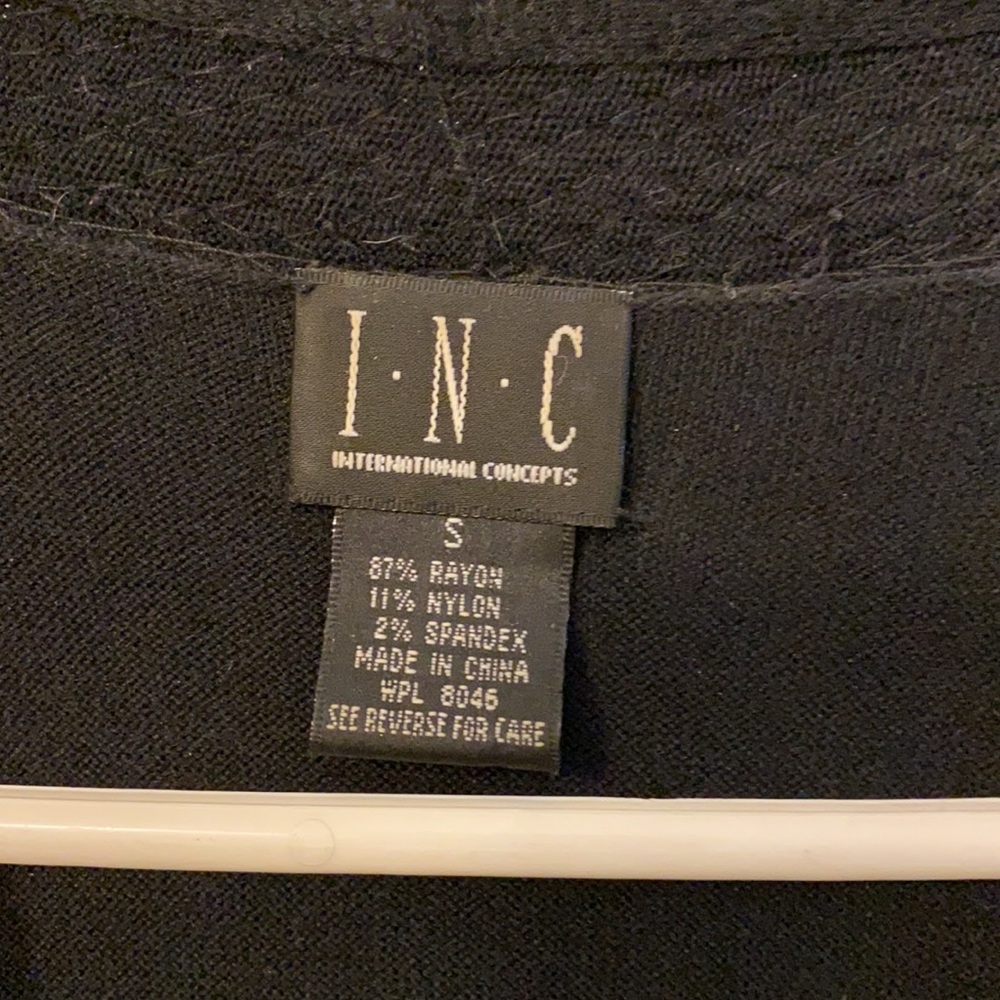 I·N·C
INTERNATIONAL CONCEPTS
S
87% RAYON
11% NYLON
2% SPANDEX
MADE IN CHINA
WPL 8046
SEE REVERSE FOR CARE